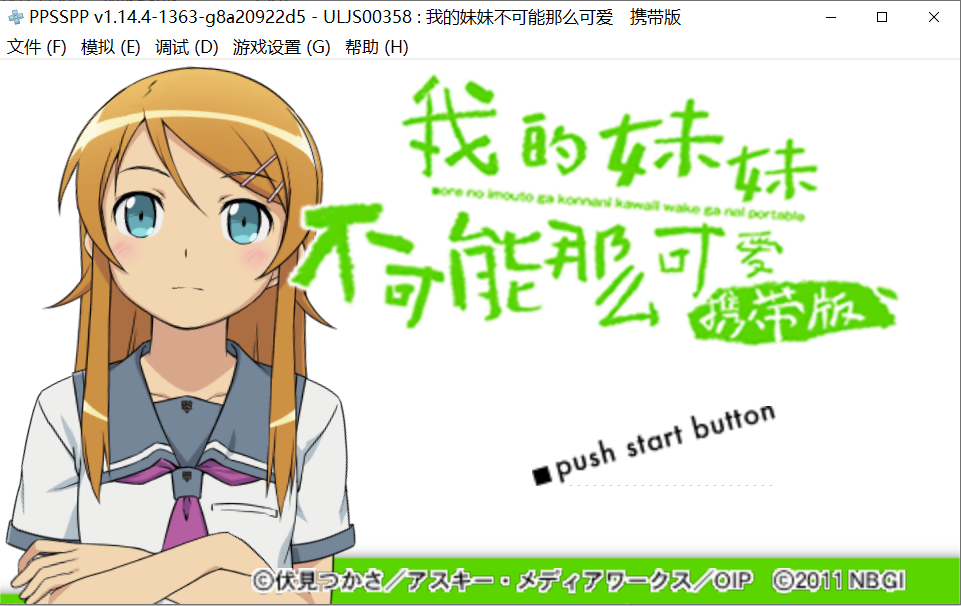 PPSSPP v1.14.4-1363-g8a20922d5 - ULJS00358 : 我的妹妹不可能那么可爱 携带版
文件 (F) 模拟 (E) 调试 (D) 游戏设置 (G) 帮助 (H)
我的妹妹
ore no imouto ga konnani kawaii wake ga nai portable
不可能那么可爱
携带版
push start button
©伏見つかさ/アスキー・メディアワークス/OIP ©2011 NBGI